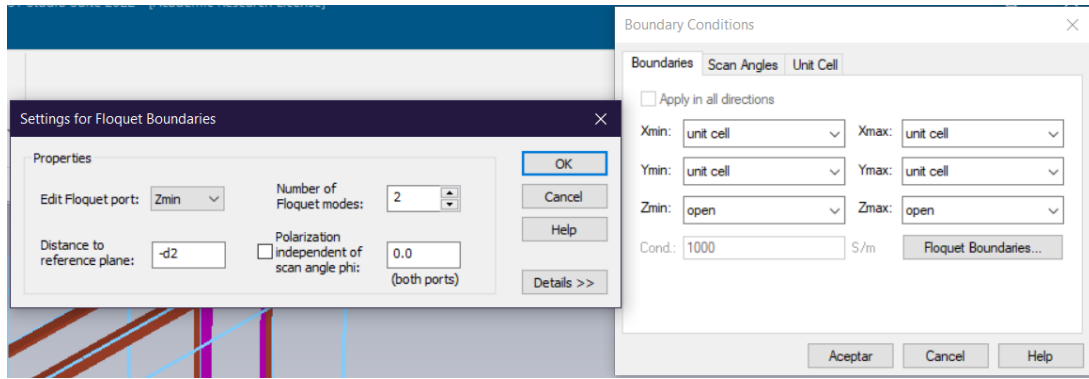 Studio Suite 2022 - [Academic Research License]
Boundary Conditions
Boundaries Scan Angles Unit Cell
Apply in all directions
Xmin: unit cell Xmax: unit cell
Ymin: unit cell Ymax: unit cell
Zmin: open Zmax: open
Cond.: 1000 S/m Floquet Boundaries...
Aceptar Cancel Help
Settings for Floquet Boundaries
Properties
Edit Floquet port: Zmin
Number of
Floquet modes: 2
Distance to
reference plane: -d2
Polarization
independent of
scan angle phi: 0.0
(both ports)
OK
Cancel
Help
Details >>